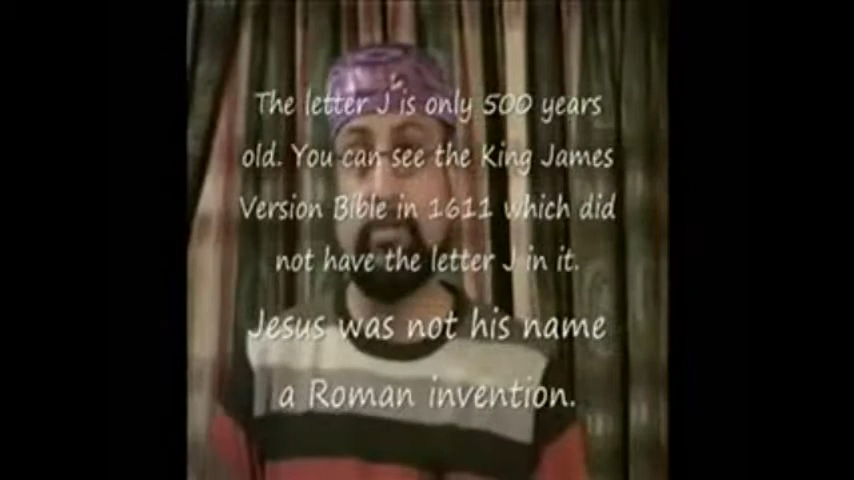 The letter J is only 500 years
old. You can see the King James
Version Bible in 1611 which did
not have the letter J in it.
Jesus was not his name
a Roman invention.